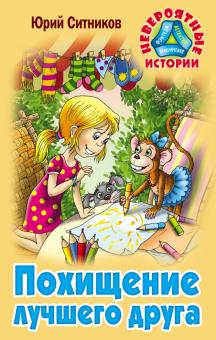 Юрий Ситников
НЕВЕРОЯТНЫЕ
ИСТОРИИ
Похищение
лучшего друга